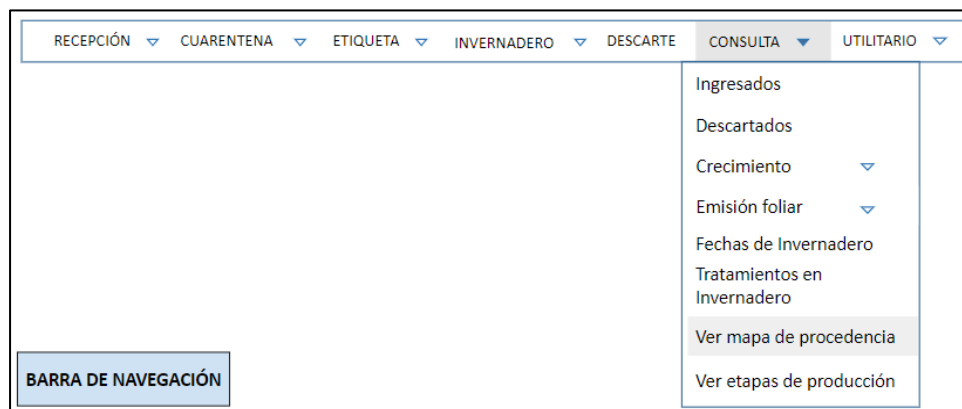 RECEPCIÓN CUARENTENA ETIQUETA INVERNADERO DESCARTE CONSULTA UTILITARIO
Ingresados
Descartados
Crecimiento
Emisión foliar
Fechas de Invernadero
Tratamientos en
Invernadero
Ver mapa de procedencia
Ver etapas de producción
BARRA DE NAVEGACIÓN